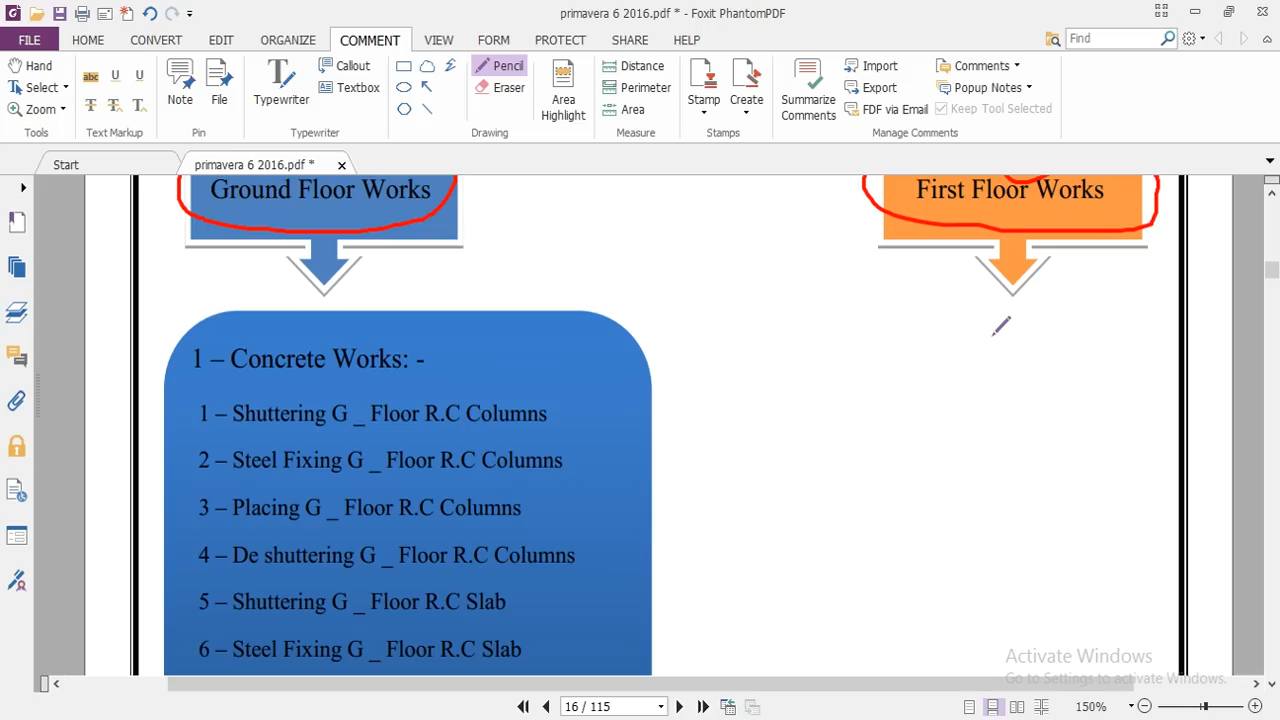 primavera 6 2016.pdf * - Foxit PhantomPDF
FILE HOME CONVERT EDIT ORGANIZE COMMENT VIEW FORM PROTECT SHARE HELP
Find
Hand
Select
Zoom
Tools
abc U U
T T T
Text Markup
Note
File
Pin
Typewriter
Callout
Textbox
Typewriter
Pencil
Eraser
Drawing
Area Highlight
Distance
Perimeter
Area
Measure
Stamp
Create
Stamps
Summarize Comments
Import
Export
FDF via Email
Comments
Popup Notes
Keep Tool Selected
Manage Comments
Start
primavera 6 2016.pdf *
Ground Floor Works
First Floor Works
1 – Concrete Works: -
1 – Shuttering G _ Floor R.C Columns
2 – Steel Fixing G _ Floor R.C Columns
3 – Placing G _ Floor R.C Columns
4 – De shuttering G _ Floor R.C Columns
5 – Shuttering G _ Floor R.C Slab
6 – Steel Fixing G _ Floor R.C Slab
Activate Windows
Go to Settings to activate Windows.
16 / 115
150%